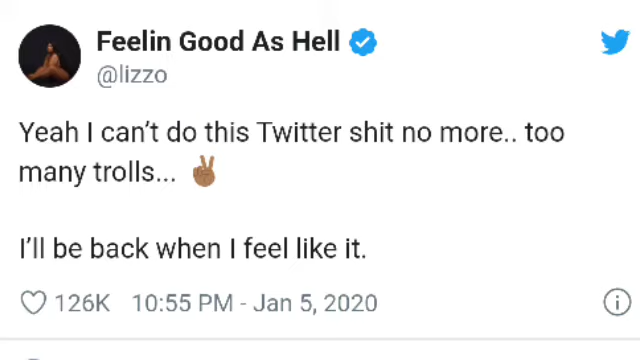 Feelin Good As Hell
@lizzo
Yeah I can’t do this Twitter shit no more.. too
many trolls... ✌🏾
I’ll be back when I feel like it.
126K 10:55 PM - Jan 5, 2020